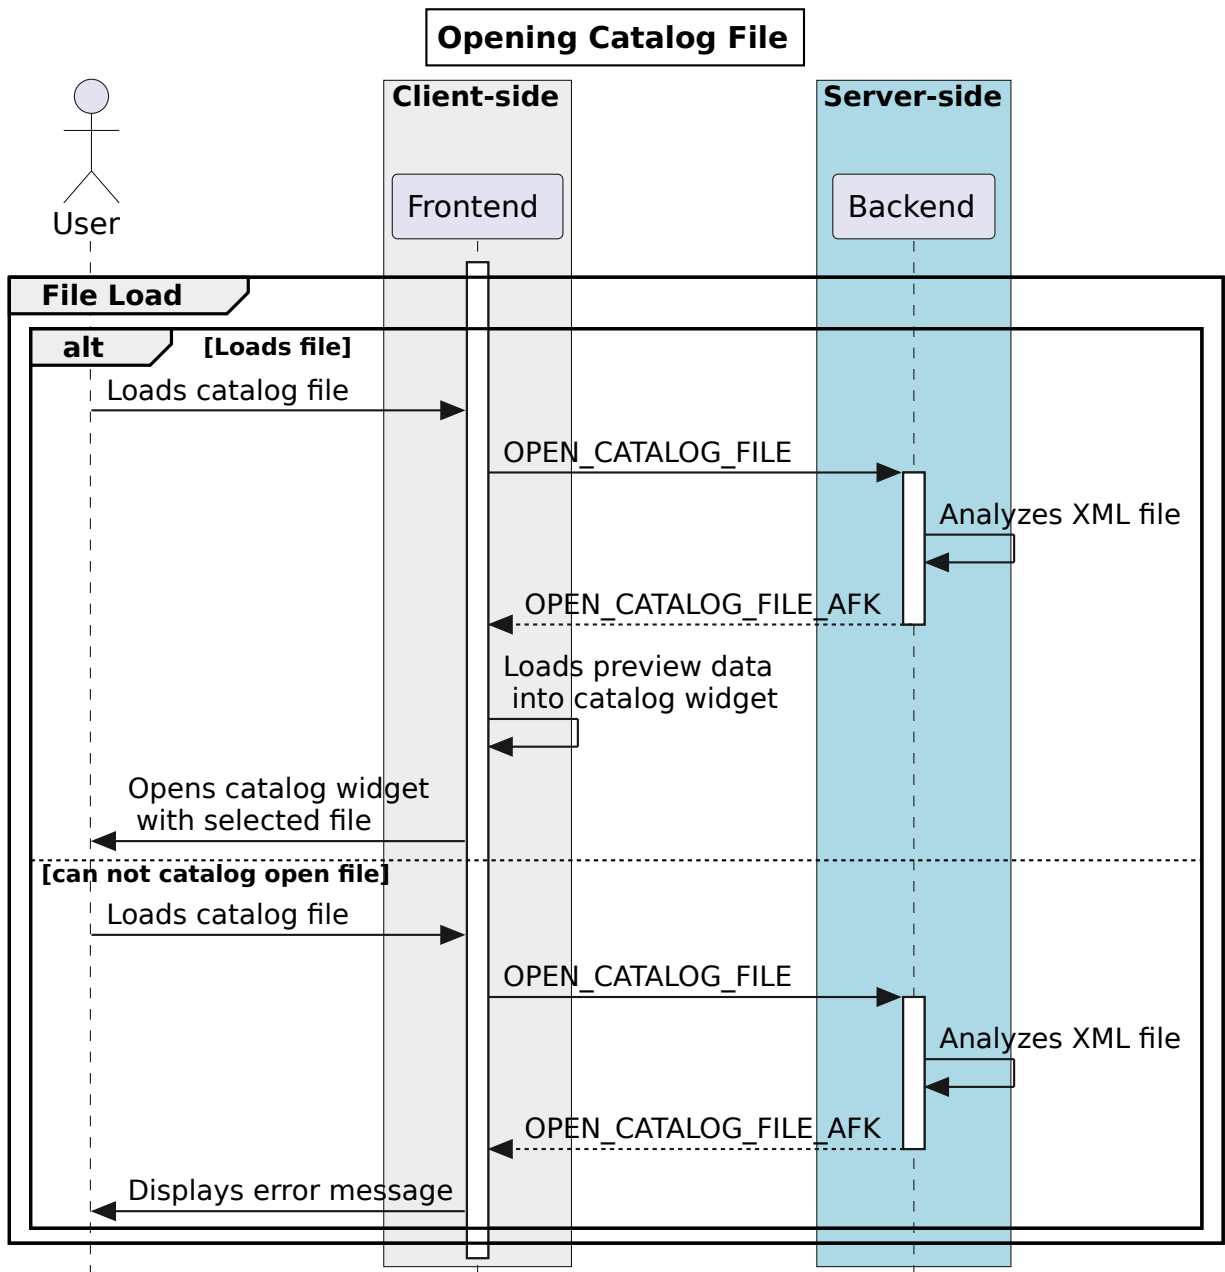 Opening Catalog File
Client-side
Server-side
User
Frontend
Backend
File Load
alt
[Loads file]
Loads catalog file
OPEN_CATALOG_FILE
Analyzes XML file
OPEN_CATALOG_FILE_AFK
Loads preview data
into catalog widget
Opens catalog widget
with selected file
[can not catalog open file]
Loads catalog file
OPEN_CATALOG_FILE
Analyzes XML file
OPEN_CATALOG_FILE_AFK
Displays error message